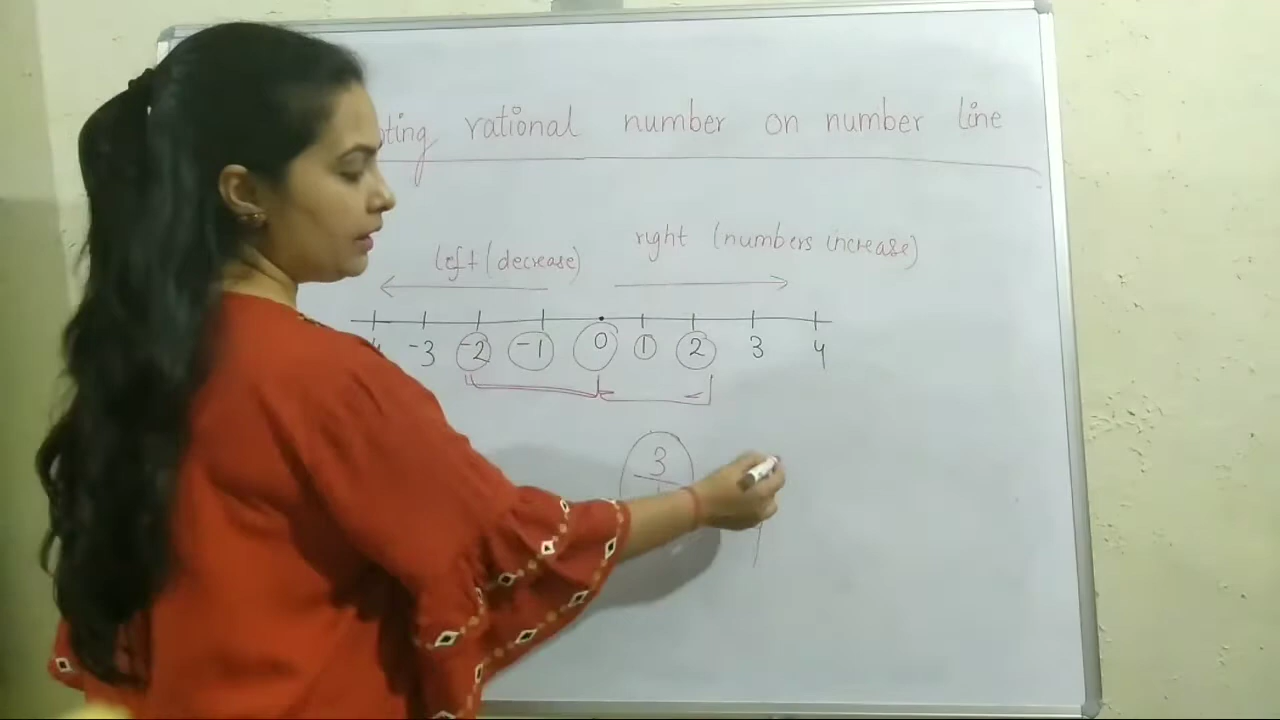 rational number on number line
right (numbers increase)
left (decrease)
-3 -2 -1 0 1 2 3 4
3